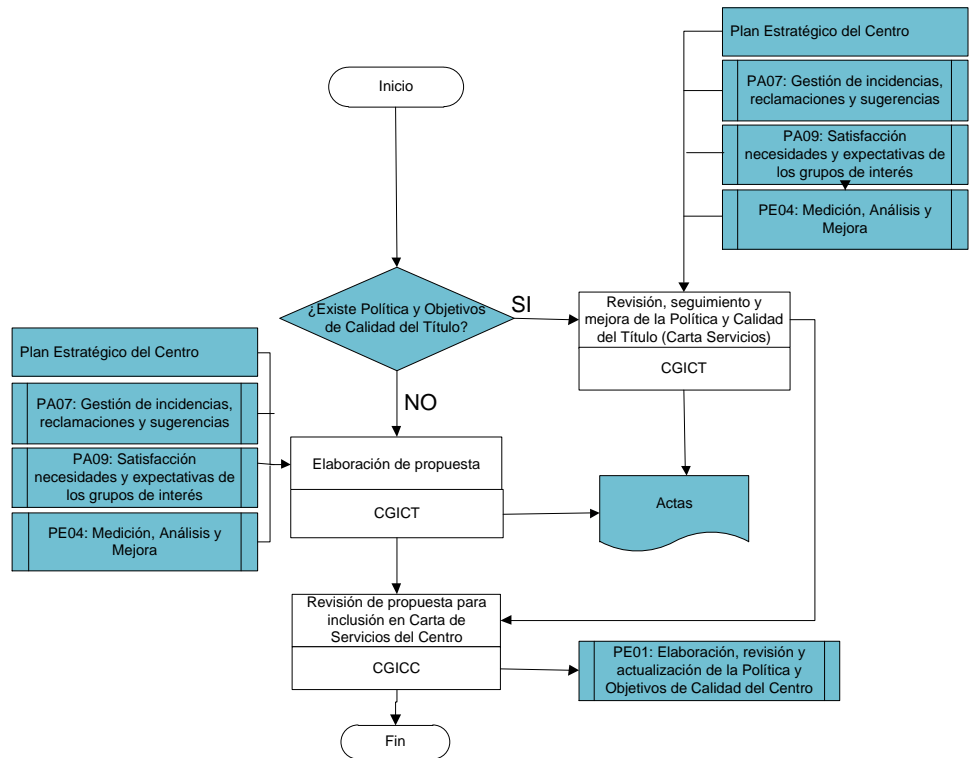 Inicio
Plan Estratégico del Centro
PA07: Gestión de incidencias,
reclamaciones y sugerencias
PA09: Satisfacción
necesidades y expectativas de
los grupos de interés
PE04: Medición, Análisis y
Mejora
¿Existe Política y Objetivos
de Calidad del Título?
SI
Revisión, seguimiento y
mejora de la Política y Calidad
del Título (Carta Servicios)
CGICT
NO
Plan Estratégico del Centro
PA07: Gestión de incidencias,
reclamaciones y sugerencias
PA09: Satisfacción
necesidades y expectativas de
los grupos de interés
PE04: Medición, Análisis y
Mejora
Elaboración de propuesta
CGICT
Actas
Revisión de propuesta para
inclusión en Carta de
Servicios del Centro
CGICC
PE01: Elaboración, revisión y
actualización de la Política y
Objetivos de Calidad del Centro
Fin